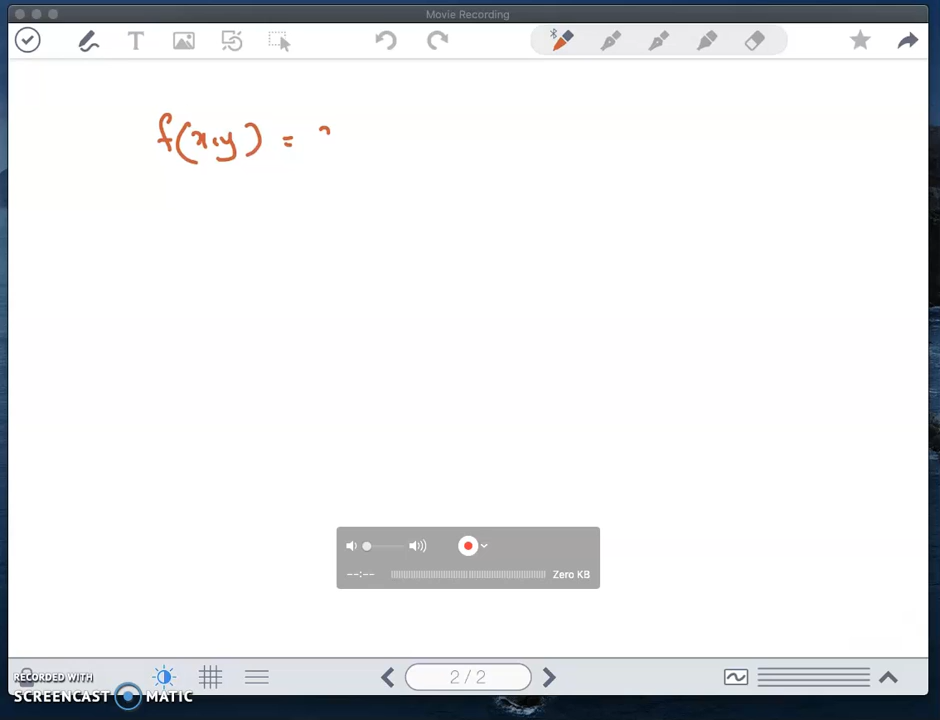 Movie Recording
T
f(x,y) =
--:-- Zero KB
2 / 2
RECORDED WITH
SCREENCAST MATIC